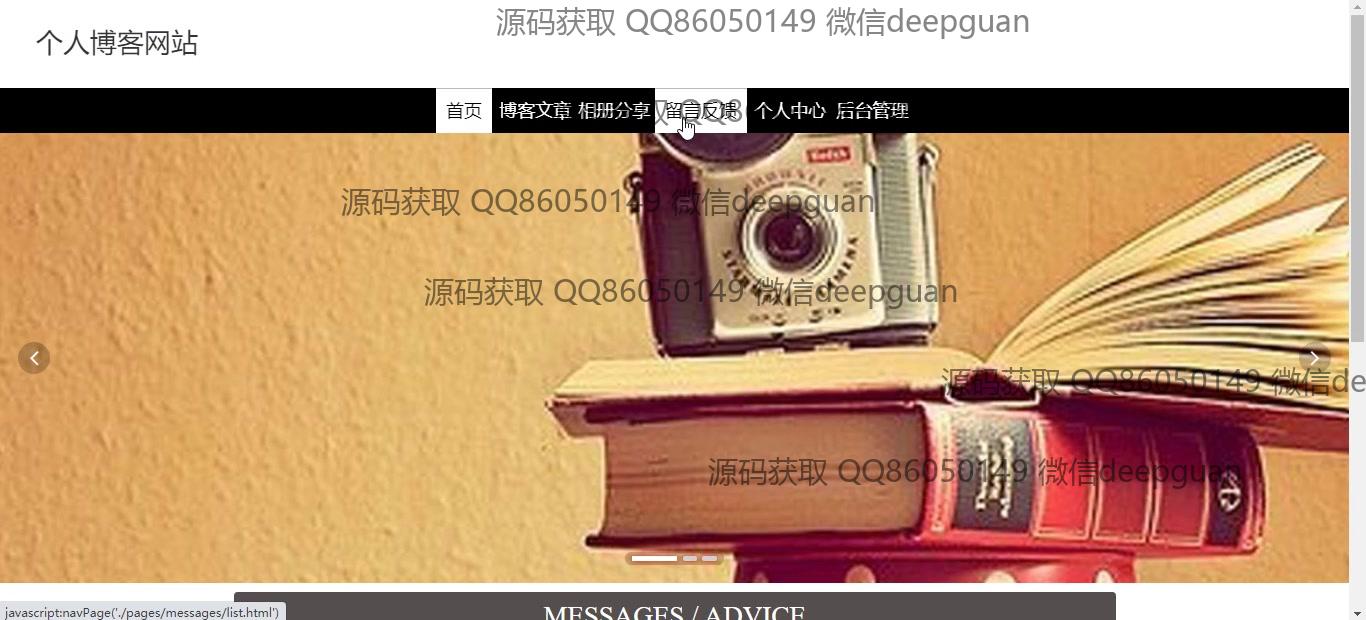 源码获取 QQ86050149 微信deepguan
个人博客网站
首页 博客文章 相册分享 留言反馈 个人中心 后台管理
源码获取 QQ86050149 微信deepguan
源码获取 QQ86050149 微信deepguan
源码获取 QQ86050149 微信de
源码获取 QQ86050149 微信deepguan
MESSAGES / ADVICE
javascript:navPage('./pages/messages/list.html')